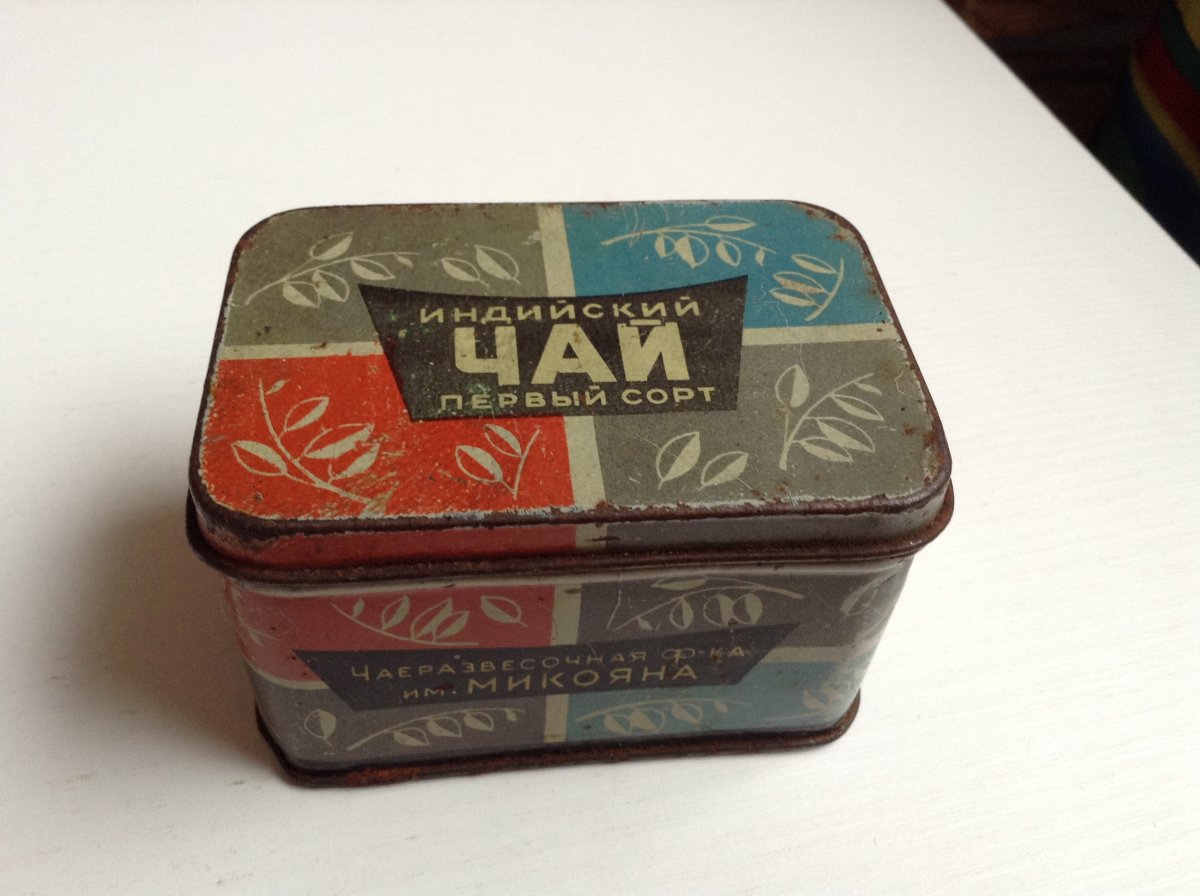 ИНДИЙСКИЙ
ЧАЙ
ПЕРВЫЙ СОРТ
ЧАЕРАЗВЕСОЧНАЯ Ф-КА
ИМ. МИКОЯНА